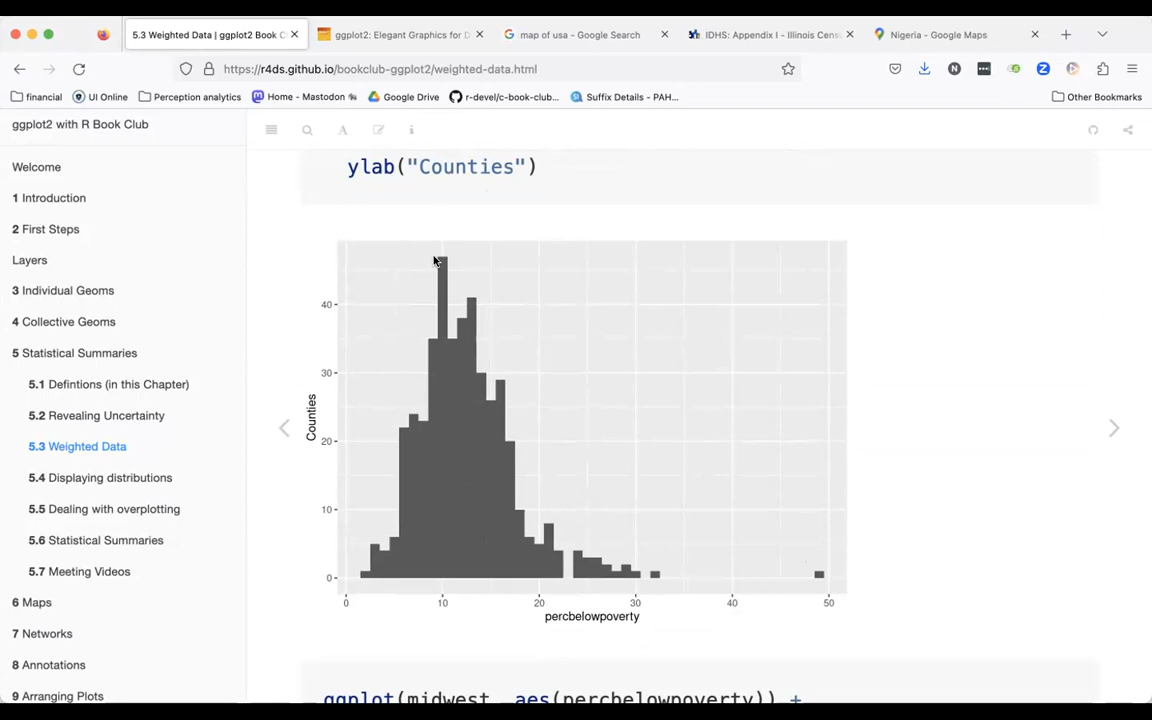 5.3 Weighted Data | ggplot2 Book C
ggplot2: Elegant Graphics for D
map of usa - Google Search
IDHS: Appendix I - Illinois Cens
Nigeria - Google Maps
https://r4ds.github.io/bookclub-ggplot2/weighted-data.html
financial
UI Online
Perception analytics
Home - Mastodon
Google Drive
r-devel/c-book-club...
Suffix Details - PAH...
Other Bookmarks
ggplot2 with R Book Club
Welcome
1 Introduction
2 First Steps
Layers
3 Individual Geoms
4 Collective Geoms
5 Statistical Summaries
5.1 Defintions (in this Chapter)
5.2 Revealing Uncertainty
5.3 Weighted Data
5.4 Displaying distributions
5.5 Dealing with overplotting
5.6 Statistical Summaries
5.7 Meeting Videos
6 Maps
7 Networks
8 Annotations
9 Arranging Plots
ylab("Counties")
40
30
20
10
0
Counties
0 10 20 30 40 50
percbelowpoverty
ggplot(midwest, aes(percbelowpoverty)) +